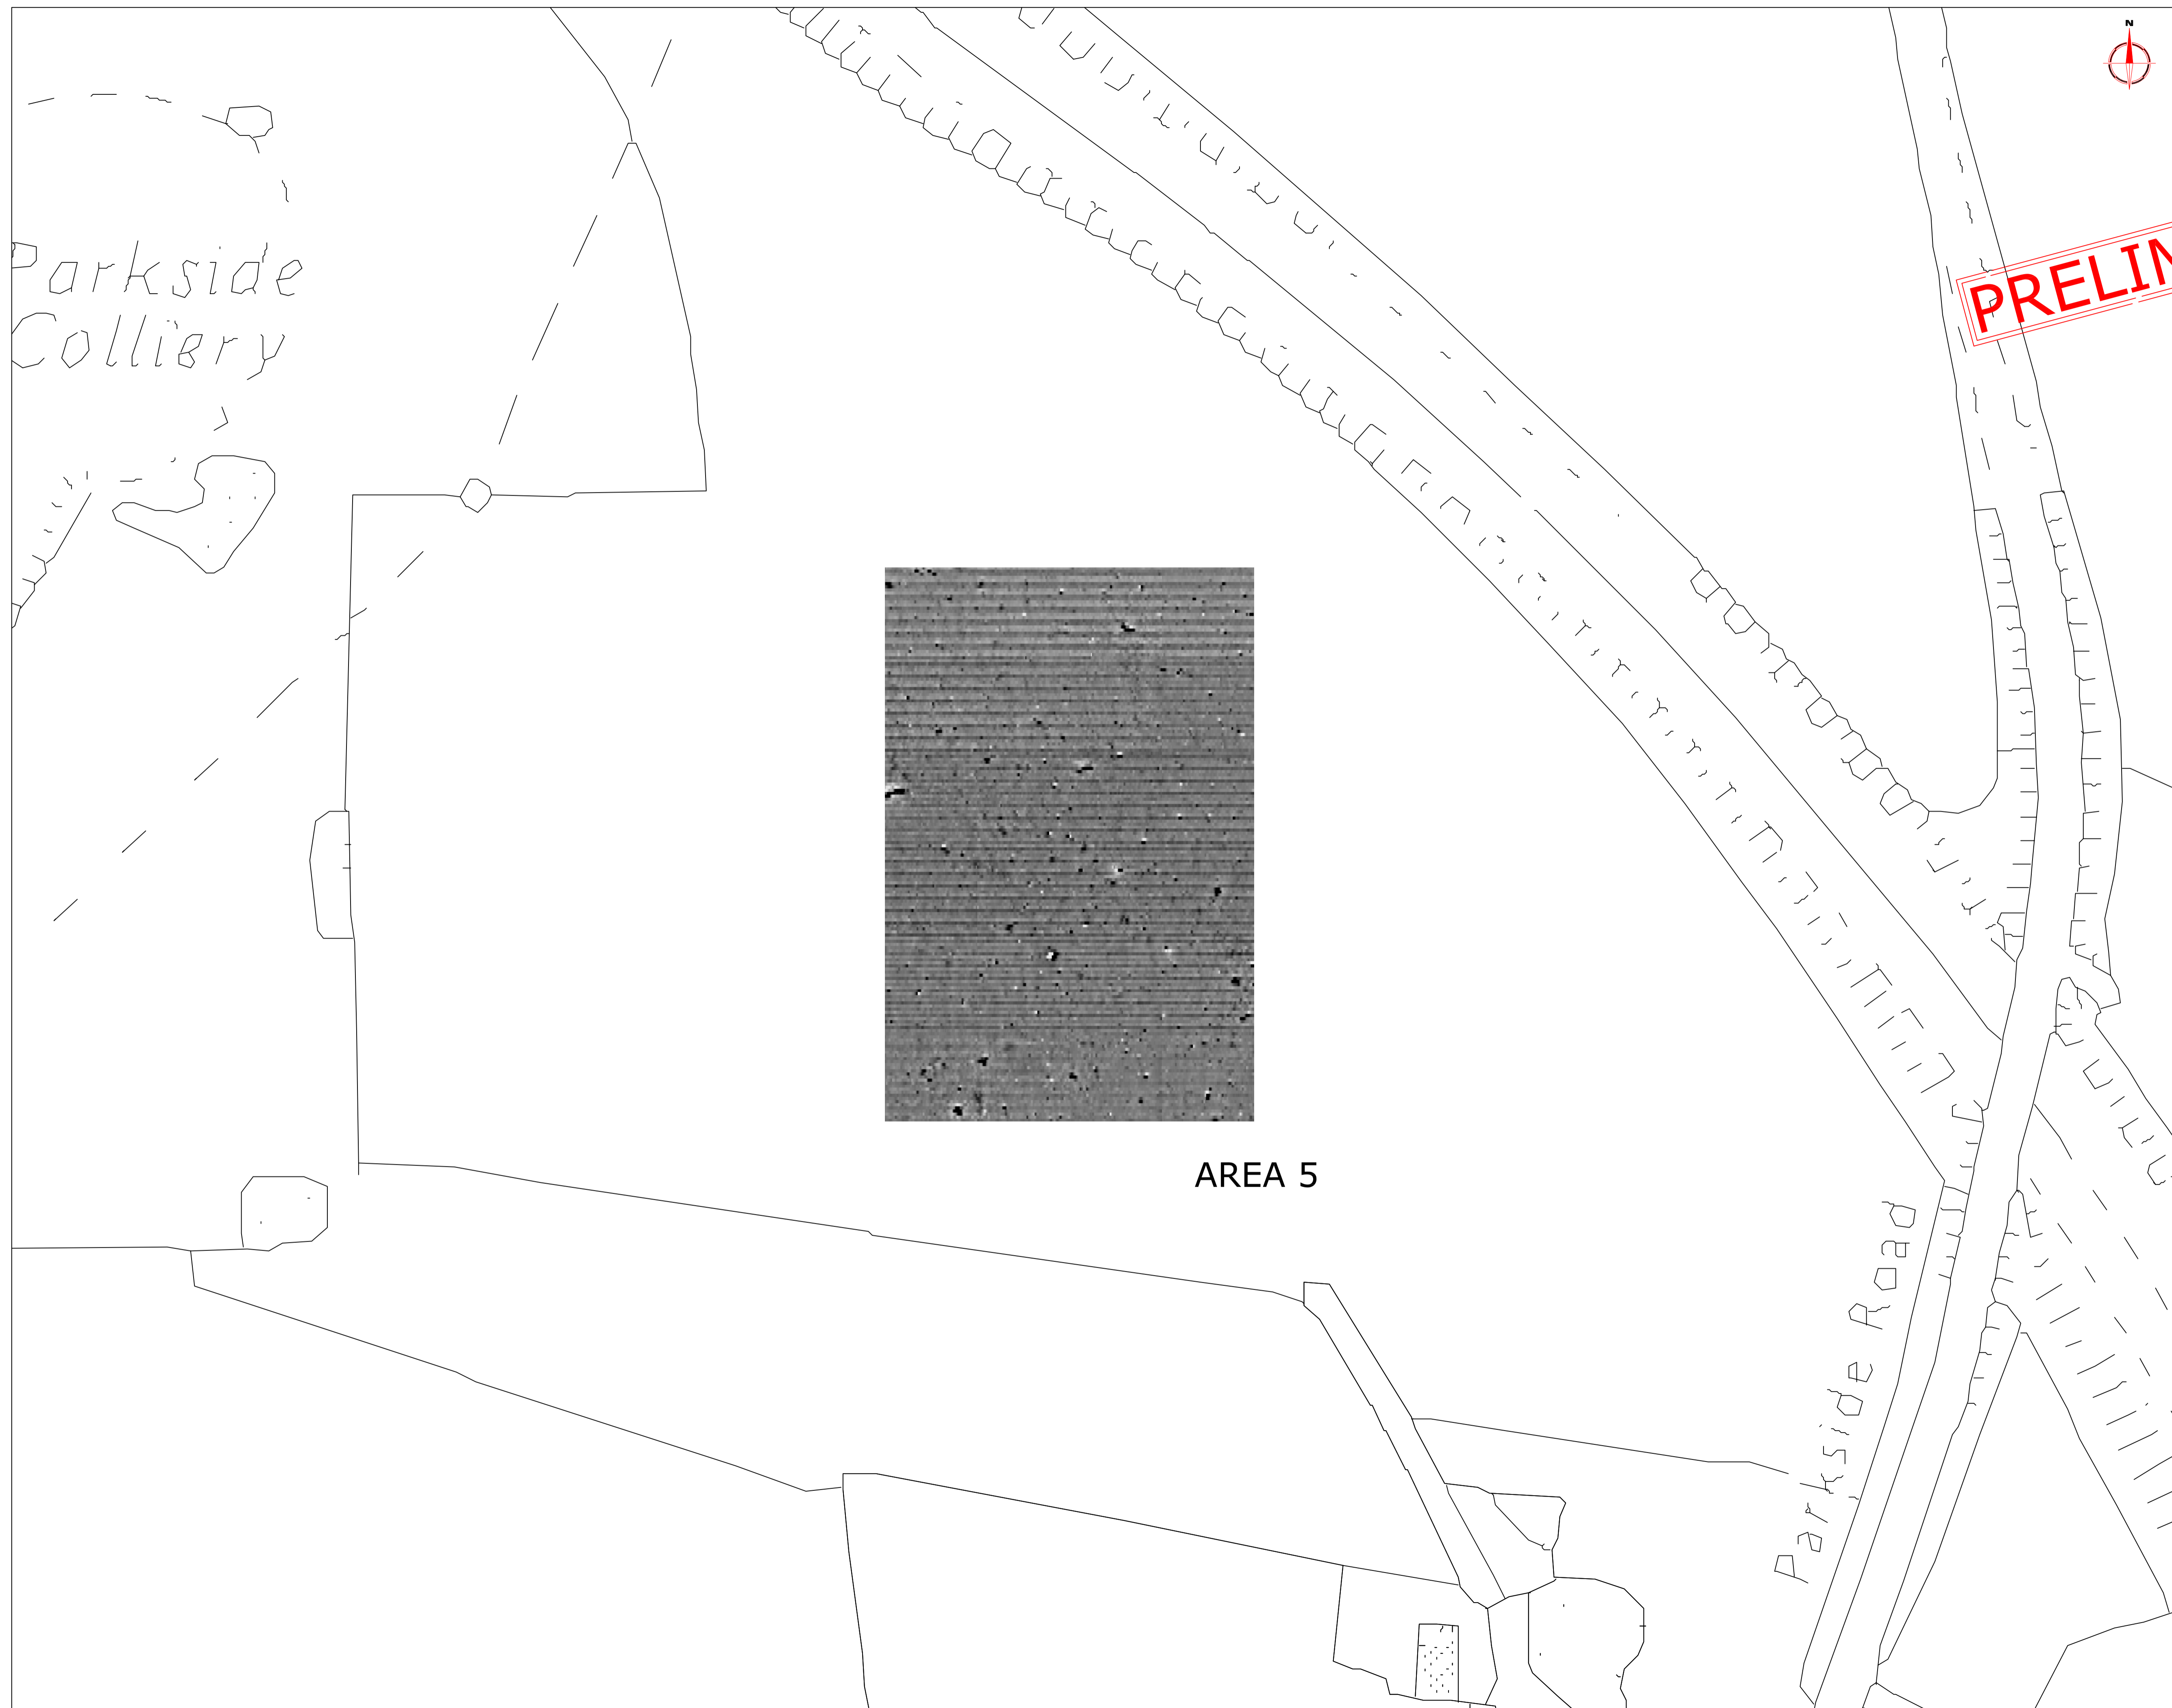 N
Parkside
Colliery
PRELIM
AREA 5
Parkside Road